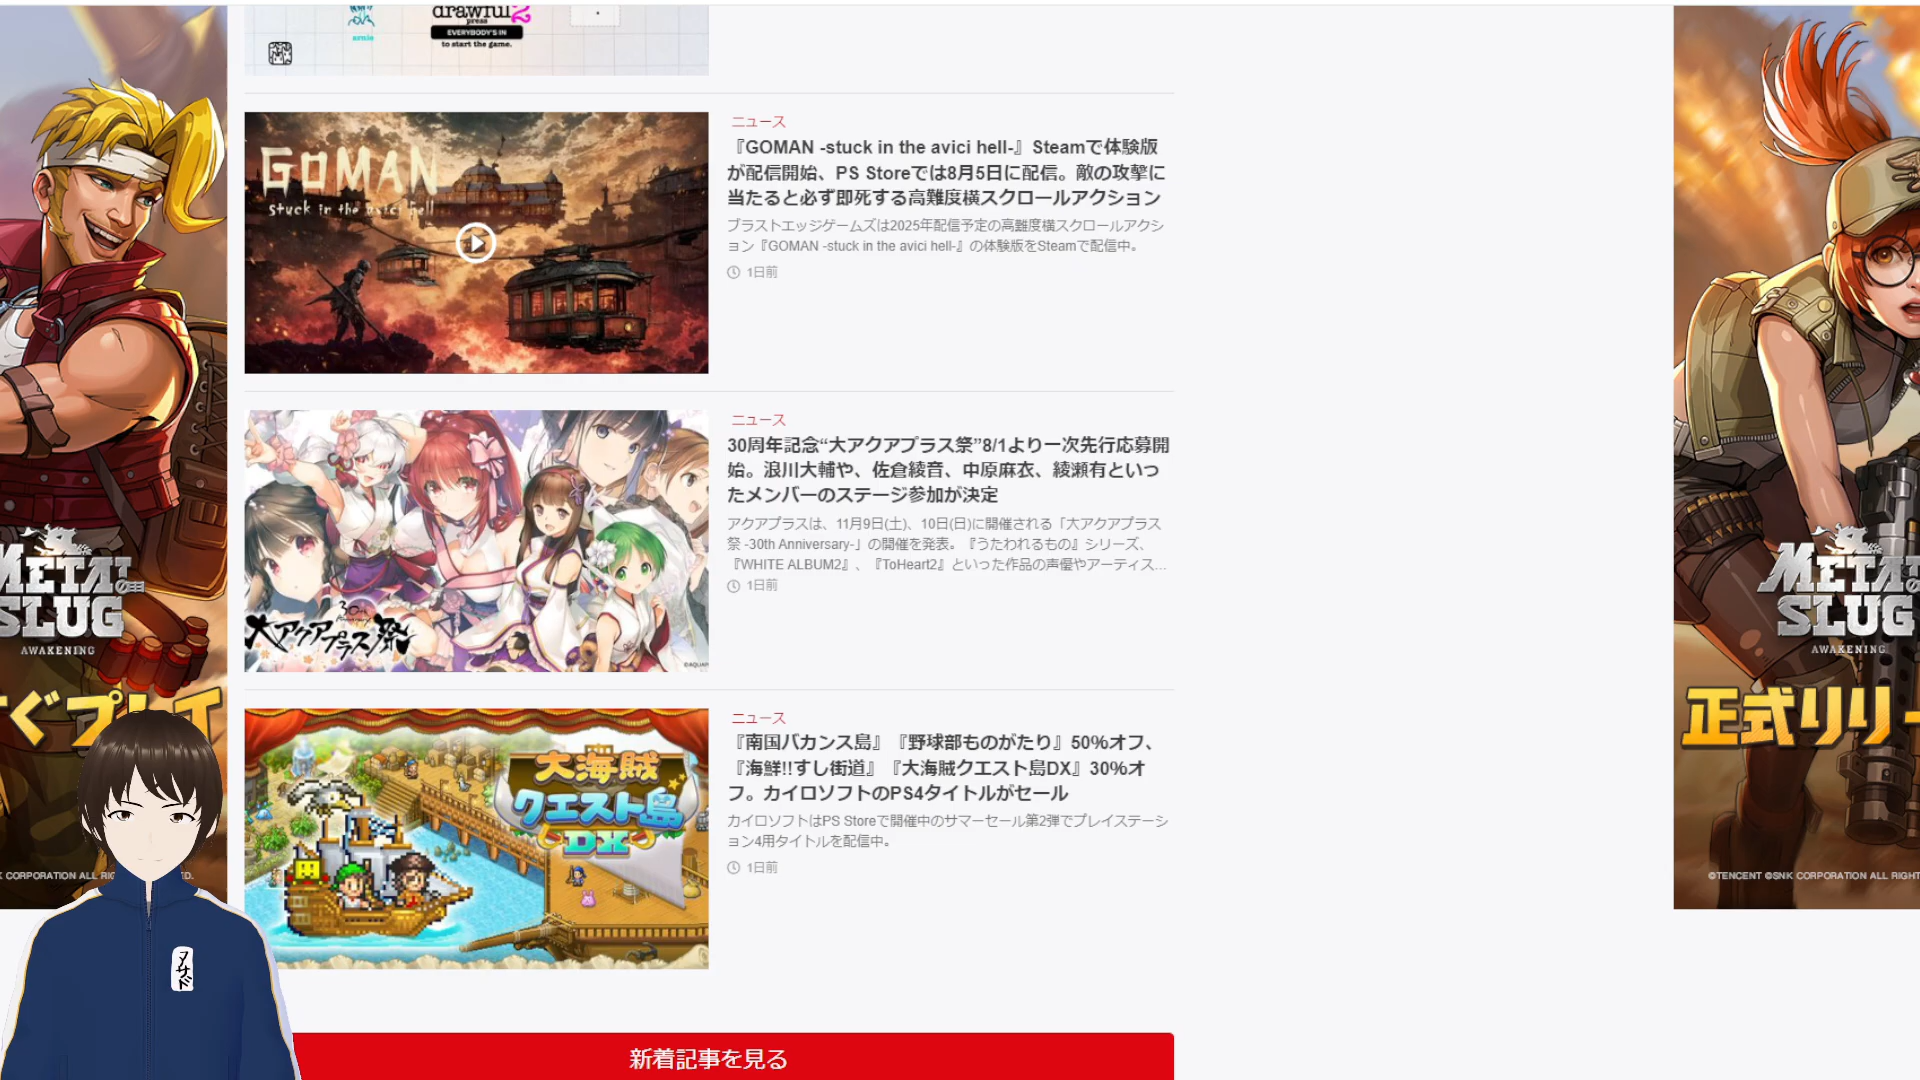 arnie
drawful2
press
EVERYBODY'S IN
to start the game.
GOMAN
stuck in the avici hell
ニュース
『GOMAN -stuck in the avici hell-』Steamで体験版
が配信開始、PS Storeでは8月5日に配信。敵の攻撃に
当たると必ず即死する高難度横スクロールアクション
ブラストエッジゲームズは2025年配信予定の高難度横スクロールアクシ
ョン『GOMAN -stuck in the avici hell-』の体験版をSteamで配信中。
1日前
30th
Anniversary
大アクアプラス祭
©AQUAP
ニュース
30周年記念“大アクアプラス祭”8/1より一次先行応募開
始。浪川大輔や、佐倉綾音、中原麻衣、綾瀬有といっ
たメンバーのステージ参加が決定
アクアプラスは、11月9日(土)、10日(日)に開催される「大アクアプラス
祭 -30th Anniversary-」の開催を発表。『うたわれるもの』シリーズ、
『WHITE ALBUM2』、『ToHeart2』といった作品の声優やアーティス…
1日前
大海賊
クエスト島
DX
ニュース
『南国バカンス島』『野球部ものがたり』50%オフ、
『海鮮!!すし街道』『大海賊クエスト島DX』30%オ
フ。カイロソフトのPS4タイトルがセール
カイロソフトはPS Storeで開催中のサマーセール第2弾でプレイステーシ
ョン4用タイトルを配信中。
1日前
新着記事を見る
METAL
SLUG
AWAKENING
ぐプレイ
K CORPORATION ALL RIG
ED.
METAL
SLUG
AWAKENING
正式リリー
©TENCENT ©SNK CORPORATION ALL RIGHT